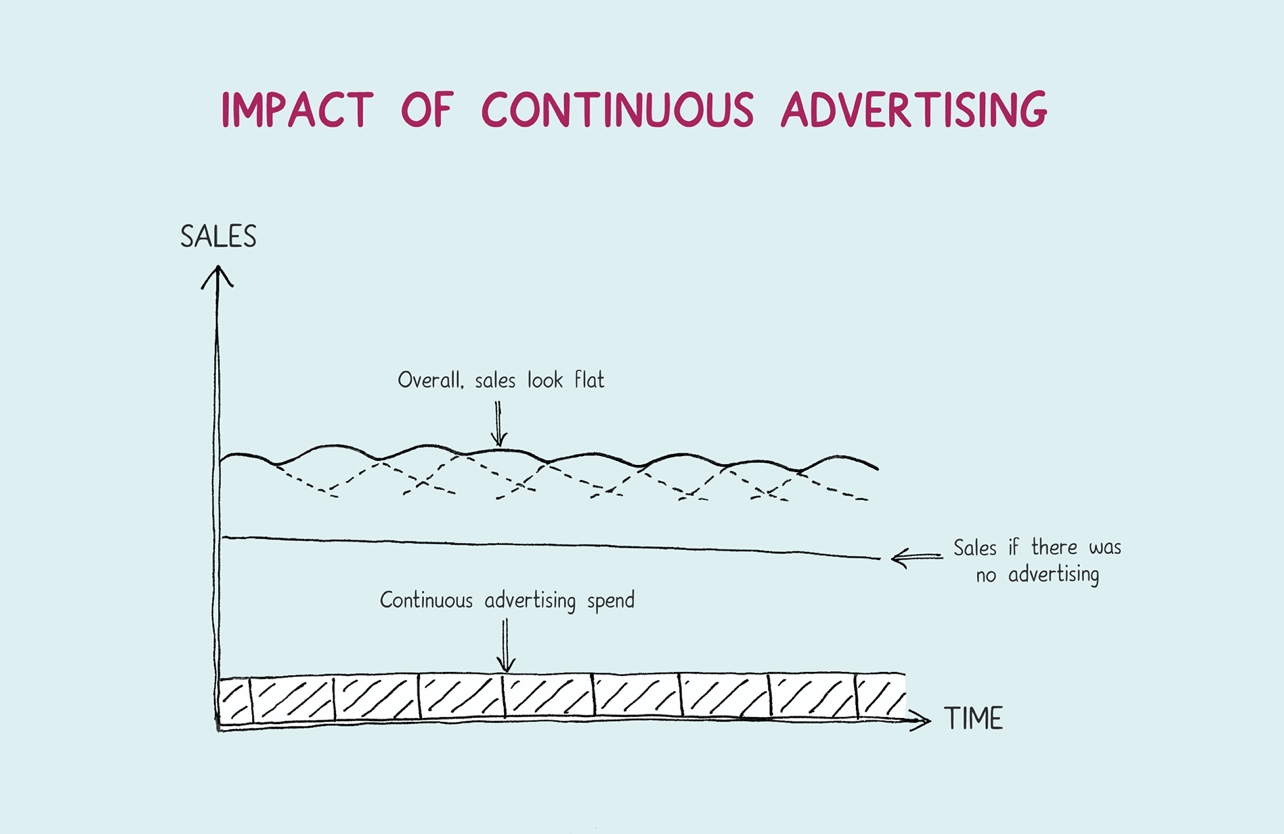 IMPACT OF CONTINUOUS ADVERTISING
SALES
Overall, sales look flat
Sales if there was
no advertising
Continuous advertising spend
TIME